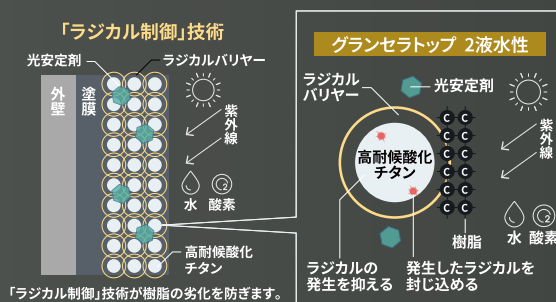 「ラジカル制御」技術
光安定剤
ラジカルバリヤー
外壁
塗膜
紫外線
水
酸素
O2
高耐候酸化
チタン
「ラジカル制御」技術が樹脂の劣化を防ぎます。
グランセラトップ 2液水性
ラジカル
バリヤー
光安定剤
高耐候酸化
チタン
C C
C C
C C
C C
C C
C C
紫外線
樹脂
水
酸素
O2
ラジカルの
発生を抑える
発生したラジカルを
封じ込める